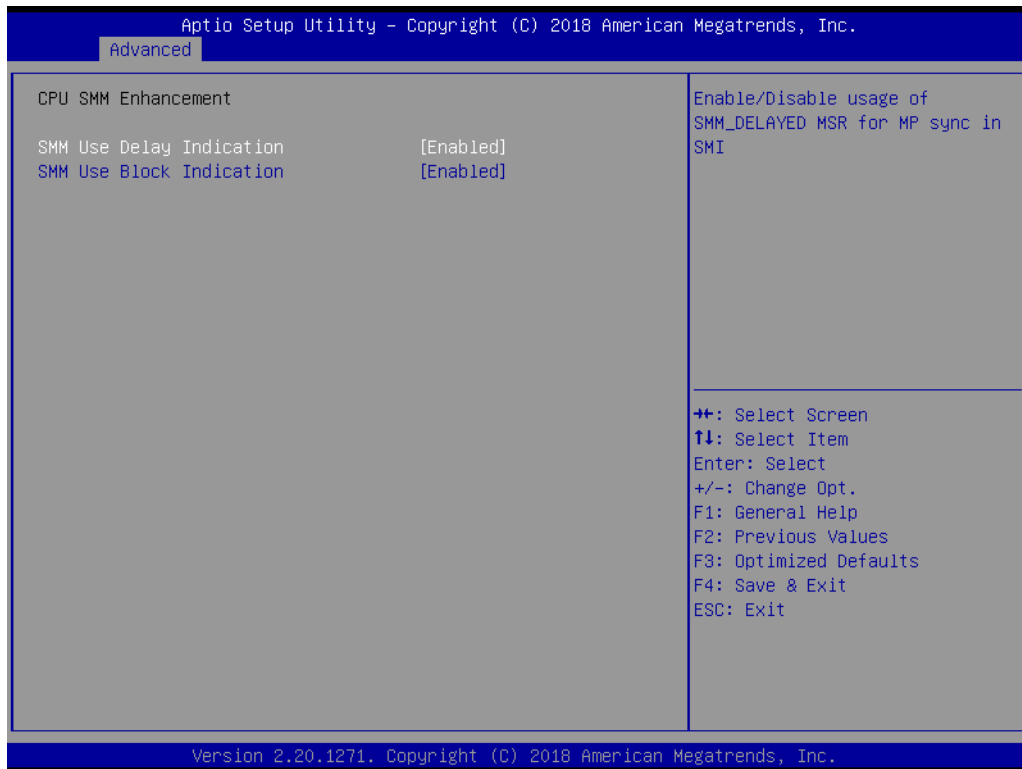 Aptio Setup Utility – Copyright (C) 2018 American Megatrends, Inc.
Advanced
CPU SMM Enhancement
SMM Use Delay Indication [Enabled]
SMM Use Block Indication [Enabled]
Enable/Disable usage of
SMM_DELAYED MSR for MP sync in
SMI
→←: Select Screen
↑↓: Select Item
Enter: Select
+/-: Change Opt.
F1: General Help
F2: Previous Values
F3: Optimized Defaults
F4: Save & Exit
ESC: Exit
Version 2.20.1271. Copyright (C) 2018 American Megatrends, Inc.